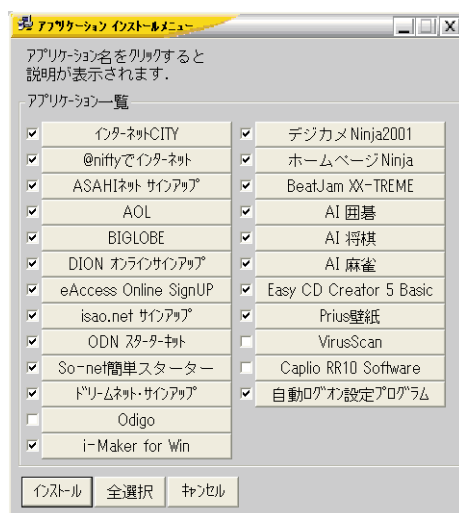 ｱﾌﾟﾘｹｰｼｮﾝ ｲﾝｽﾄｰﾙﾒﾆｭｰ
ｱﾌﾟﾘｹｰｼｮﾝ名をｸﾘｯｸすると
説明が表示されます.
ｱﾌﾟﾘｹｰｼｮﾝ一覧
ｲﾝﾀｰﾈｯﾄCITY
@niftyでｲﾝﾀｰﾈｯﾄ
ASAHIﾈｯﾄ ｻｲﾝｱｯﾌﾟ
AOL
BIGLOBE
DION ｵﾝﾗｲﾝｻｲﾝｱｯﾌﾟ
eAccess Online SignUP
isao.net ｻｲﾝｱｯﾌﾟ
ODN ｽﾀｰﾀｰｷｯﾄ
So-net簡単スターター
ﾄﾞﾘｰﾑﾈｯﾄ･ｻｲﾝｱｯﾌﾟ
Odigo
i-Maker for Win
デジカメNinja2001
ホームページNinja
BeatJam XX-TREME
AI 囲碁
AI 将棋
AI 麻雀
Easy CD Creator 5 Basic
Prius壁紙
VirusScan
Caplio RR10 Software
自動ﾛｸﾞｵﾝ設定ﾌﾟﾛｸﾞﾗﾑ
ｲﾝｽﾄｰﾙ 全選択 ｷｬﾝｾﾙ